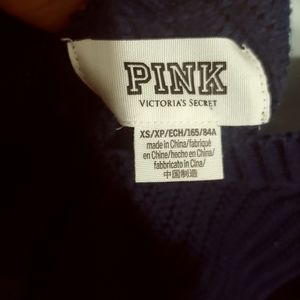 PINK
VICTORIA'S SECRET
XS/XP/ECH/165/84A
made in China/fabriqué
en Chine/hecho en China/
fabbricato in Cina/
中国制造